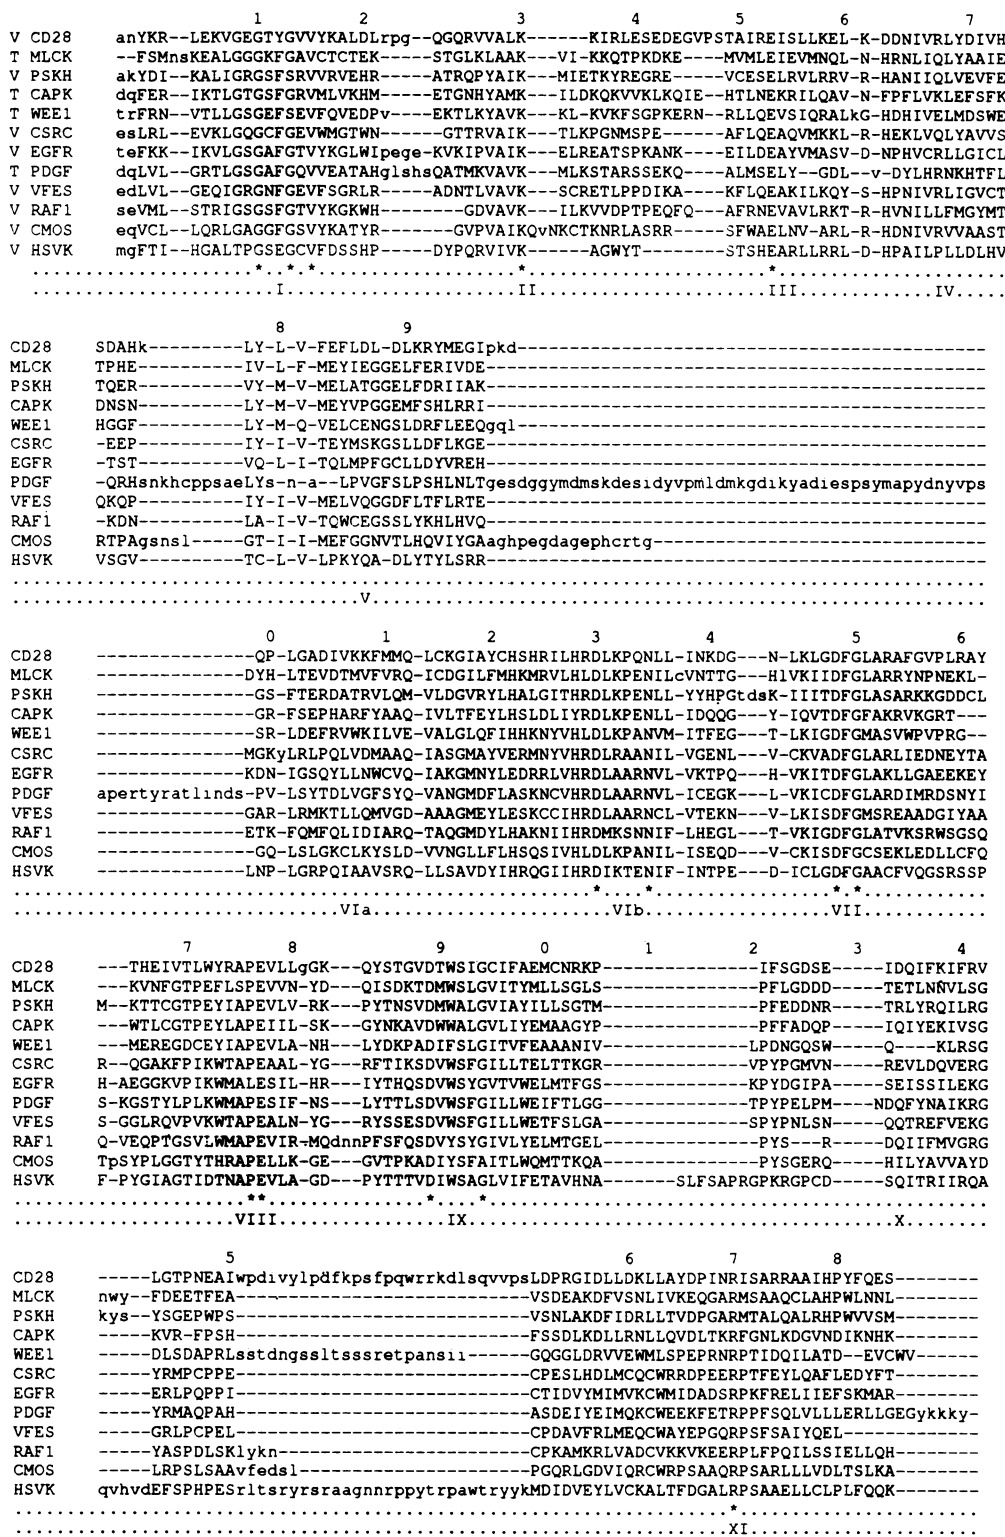 1 2 3 4 5 6 7
V CD28 anYKR--LEKVGEGTYGVVYKALDLrpg--QGQRVVALK------KIRLESEDEGVPSTAIREISLLKEL-K-DDNIVRLYDIVH
T MLCK --FSMnsKEALGGGKFGAVCTCTEK-----STGLKLAAK---VI-KKQTPKDKE----MVMLEIEVMNQL-N-HRNLIQLYAAIE
V PSKH akYDI--KALIGRGSFSRVVRVEHR-----ATRQPYAIK---MIETKYREGRE-----VCESELRVLRRV-R-HANIIQLVEVFE
T CAPK dqFER--IKTLGTGSFGRVMLVKHM-----ETGNHYAMK---ILDKQKVVKLKQIE--HTLNEKRILQAV-N-FPFLVKLEFSFK
T WEE1 trFRN--VTLLGSGEFSEVFQVEDPv----EKTLKYAVK---KL-KVKFSGPKERN--RLLQEVSIQRALkG-HDHIVELMDSWE
V CSRC esLRL--EVKLGQGCFGEVWMGTWN------GTTRVAIK---TLKPGNMSPE------AFLQEAQVMKKL-R-HEKLVQLYAVVS
V EGFR teFKK--IKVLGSGAFGTVYKGLWIpege-KVKIPVAIK---ELREATSPKANK----EILDEAYVMASV-D-NPHVCRLLGICL
T PDGF dqLVL--GRTLGSGAFGQVVEATAHglshsQATMKVAVK---MLKSTARSSEKQ----ALMSELY--GDL--v-DYLHRNKHTFL
V VFES edLVL--GEQIGRGNFGEVFSGRLR-----ADNTLVAVK---SCRETLPPDIKA----KFLQEAKILKQY-S-HPNIVRLIGVCT
V RAF1 seVML--STRIGSGSFGTVYKGKWH--------GDVAVK---ILKVVDPTPEQFQ---AFRNEVAVLRKT-R-HVNILLFMGYMT
V CMOS eqVCL--LQRLGAGGFGSVYKATYR------GVPVAIKQvNKCTKNRLASRR------SFWAELNV-ARL-R-HDNIVRVVAAST
V HSVK mgFTI--HGALTPGSEGCVFDSSHP-----DYPQRVIVK------AGWYT--------STSHEARLLRRL-D-HPAILPLLDLHV
* * * * *
I II III IV
8 9
CD28 SDAHk----------LY-L-V-FEFLDL-DLKRYMEGIpkd-----------------------------------------------
MLCK TPHE-----------IV-L-F-MEYIEGGELFERIVDE--------------------------------------------------
PSKH TQER-----------VY-M-V-MELATGGELFDRIIAK--------------------------------------------------
CAPK DNSN-----------LY-M-V-MEYVPGGEMFSHLRRI--------------------------------------------------
WEE1 HGGF-----------LY-M-Q-VELCENGSLDRFLEEQgql-----------------------------------------------
CSRC -EEP-----------IY-I-V-TEYMSKGSLLDFLKGE--------------------------------------------------
EGFR -TST-----------VQ-L-I-TQLMPFGCLLDYVREH--------------------------------------------------
PDGF -QRHsnkhcppsaeLYs-n-a--LPVGFSLPSHLNLTgesdggymdmskdesidyvpmldmkgdikyadiespsymapydnyvps
VFES QKQP-----------IY-I-V-MELVQGGDFLTFLRTE--------------------------------------------------
RAF1 -KDN-----------LA-I-V-TQWCEGSSLYKHLHVQ--------------------------------------------------
CMOS RTPAgsnsl------GT-I-I-MEFGGNVTLHQVIYGAaghpegdagephcrtg----------------------------------
HSVK VSGV-----------TC-L-V-LPKYQA-DLYTYLSRR--------------------------------------------------
V
0 1 2 3 4 5 6
CD28 ----------------QP-LGADIVKKFMMQ-LCKGIAYCHSHRILHRDLKPQNLL-INKDG---N-LKLGDFGLARAFGVPLRAY
MLCK ---------------DYH-LTEVDTMVFVRQ-ICDGILFMHKMRVLHLDLKPENILcVNTTG---HlVKIIDFGLARRYNPNEKL-
PSKH ---------------GS-FTERDATRVLQM-VLDGVRYLHALGITHRDLKPENLL-YYHPGtdsK-IIITDFGLASARKKGDDCL
CAPK ---------------GR-FSEPHARFYAAQ-IVLTFEYLHSLDLIYRDLKPENLL-IDQQG---Y-IQVTDFGFAKRVKGRT---
WEE1 ---------------SR--LDEFRVWKILVE-VALGLQFIHHKNYVHLDLKPANVM-ITFEG---T-LKIGDFGMASVWPVPRG--
CSRC --------------MGKyLRLPQLVDMAAQ-IASGMAYVERMNYVHRDLRAANIL-VGENL---V-CKVADFGLARLIEDNEYTA
EGFR ---------------KDN-IGSQYLLNWCVQ-IAKGMNYLEDRRLVHRDLAARNVL-VKTPQ---H-VKITDFGLAKLLGAEEKEY
PDGF apertyratlinds-PV-LSYTDLVGFSYQ-VANGMDFLASKNCVHRDLAARNVL-ICEGK---L-VKICDFGLARDIMRDSNYI
VFES ---------------GAR-LRMKTLLQMVGD-AAAGMEYLESKCCIHRDLAARNCL-VTEKN---V-LKISDFGMSREAADGIYAA
RAF1 ---------------ETK-FQMFQLIDIARQ-TAQGMDYLHAKNIIHRDMKSNNIF-LHEGL---T-VKIGDFGLATVKSRWSGSQ
CMOS ---------------GQ-LSLGKCLKYSLD-VVNGLLFLHSQSIVHLDLKPANIL-ISEQD---V-CKISDFGCSEKLEDLLCFQ
HSVK ---------------LNP-LGRPQIAAVSRQ-LLSAVDYIHRQGIIHRDIKTENIF-INTPE---D-ICLGDFGAACFVQGSRSSP
* * * *
VIa VIb VII
7 8 9 0 1 2 3 4
CD28 ---THEIVTLWYRAPEVLLgGK---QYSTGVDTWSIGCIFAEMCNRKP---------------IFSGDSE-----IDQIFKIFRV
MLCK ---KVNFGTPEFLSPEVVN-YD---QISDKTDMWSLGVITYMLLSGLS---------------PFLGDDD-----TETLNNVLSG
PSKH M--KTTCGTPEYIAPEVLV-RK---PYTNSVDMWALGVIAYILLSGTM---------------PFEDDNR-----TRLYRQILRG
CAPK ---WTLCGTPEYLAPEIIL-SK---GYNKAVDWWALGVLIYEMAAGYP---------------PFFADQP-----IQIYEKIVSG
WEE1 ---MEREGDCEYIAPEVLA-NH---LYDKPADIFSLGITVFEAAANIV---------------LPDNGQSW----Q----KLRSG
CSRC R--QGAKFPIKWTAPEAAL-YG---RFTIKSDVWSFGILLTELTTKGR---------------VPYPGMVN----REVLDQVERG
EGFR H-AEGGKVPIKWMALESIL-HR---IYTHQSDVWSYGVTVWELMTFGS---------------KPYDGIPA----SEISSILEKG
PDGF S-KGSTYLPLKWMAPESIF-NS---LYTTLSDVWSFGILLWEIFTLGG---------------TPYPELPM---NDQFYNAIKRG
VFES S-GGLRQVPVKWTAPEALN-YG---RYSSESDVWSFGILLWETFSLGA---------------SPYPNLSN----QQTREFVEKG
RAF1 Q-VEQPTGSVLWMAPEVIR-MQdnnPFSFQSDVYSYGIVLYELMTGEL---------------PYS---R-----DQIIFMVGRG
CMOS TpSYPLGGTYTHRAPELLK-GE---GVTPKADIYSFAITLWQMTTKQA---------------PYSGERQ-----HILYAVVAYD
HSVK F-PYGIAGTIDTNAPEVLA-GD---PYTTTVDIWSAGLVIFETAVHNA-------SLFSAPRGPKRGPCD-----SQITRIIRQA
** * *
VIII IX X
5 6 7 8
CD28 -----LGTPNEAIwpdivylpdfkpsfpqwrrkdlsqvvpsLDPRGIDLLDKLLAYDPINRISARRAAIHPYFQES-------
MLCK nwy--FDEETFEA----------------------------VSDEAKDFVSNLIVKEQGARMSAAQCLAHPWLNNL-------
PSKH kys--YSGEPWPS----------------------------VSNLAKDFIDRLLTVDPGARMTALQALRHPWVVSM-------
CAPK -----KVR-FPSH----------------------------FSSDLKDLLRNLLQVDLTKRFGNLKDGVNDIKNHK-------
WEE1 -----DLSDAPRLsstdngssltsssretpansii------GQGGLDRVVEWMLSPEPRNRPTIDQILATD--EVCWV-----
CSRC -----YRMPCPPE----------------------------CPESLHDLMCQCWRRDPEERPTFEYLQAFLEDYFT-------
EGFR -----ERLPQPPI----------------------------CTIDVYMIMVKCWMIDADSRPKFRELIIEFSKMAR-------
PDGF -----YRMAQPAH----------------------------ASDEIYEIMQKCWEEKFETRPPFSQLVLLLERLLGEGykkky-
VFES -----GRLPCPEL----------------------------CPDAVFRLMEQCWAYEPGQRPSFSAIYQEL------------
RAF1 -----YASPDLSKlykn------------------------CPKAMKRLVADCVKKVKEERPLFPQILSSIELLQH-------
CMOS -----LRPSLSAAvfedsl----------------------PGQRLGDVIQRCWRPSAAQRPSARLLLVDLTSLKA-------
HSVK qvhvdEFSPHPESrltsryrsraagnnrppytrpawtryykMDIDVEYLVCKALTFDGALRPSAAELLCLPLFQQK-------
*
XI